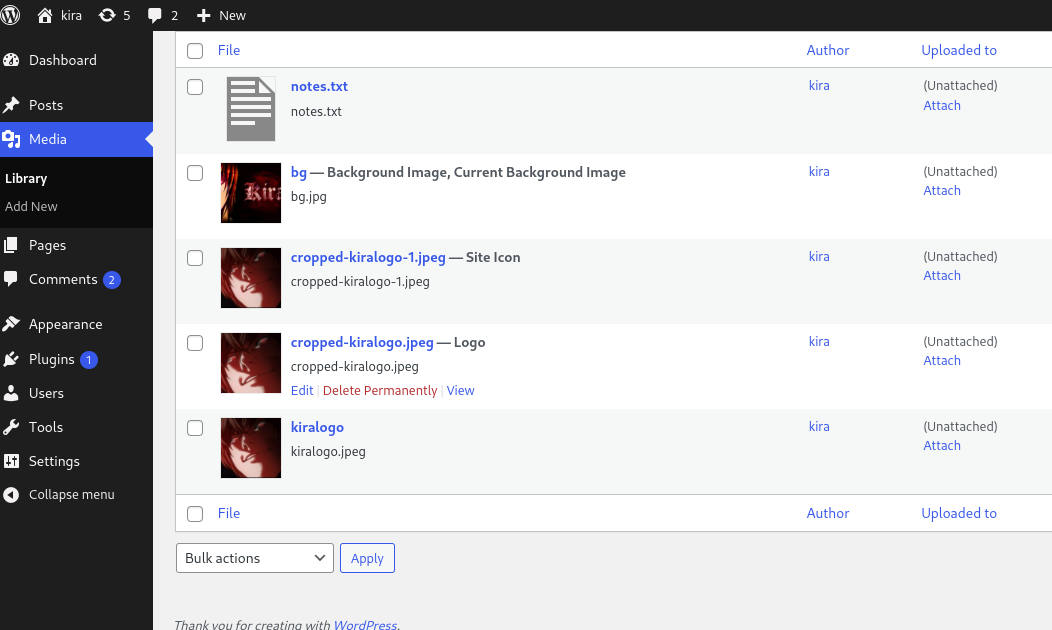 kira 5 2 New
Dashboard
Posts
Media
Library
Add New
Pages
Comments 2
Appearance
Plugins 1
Users
Tools
Settings
Collapse menu
File Author Uploaded to
notes.txt kira (Unattached)
notes.txt Attach
bg — Background Image, Current Background Image kira (Unattached)
bg.jpg Attach
Kira
cropped-kiralogo-1.jpeg — Site Icon kira (Unattached)
cropped-kiralogo-1.jpeg Attach
cropped-kiralogo.jpeg — Logo kira (Unattached)
cropped-kiralogo.jpeg Attach
Edit | Delete Permanently | View
kiralogo kira (Unattached)
kiralogo.jpeg Attach
File Author Uploaded to
Bulk actions Apply
Thank you for creating with WordPress.